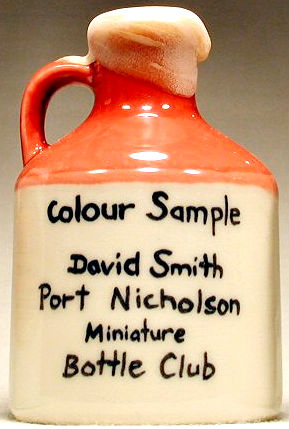 Colour Sample
David Smith
Port Nicholson
Miniature
Bottle Club